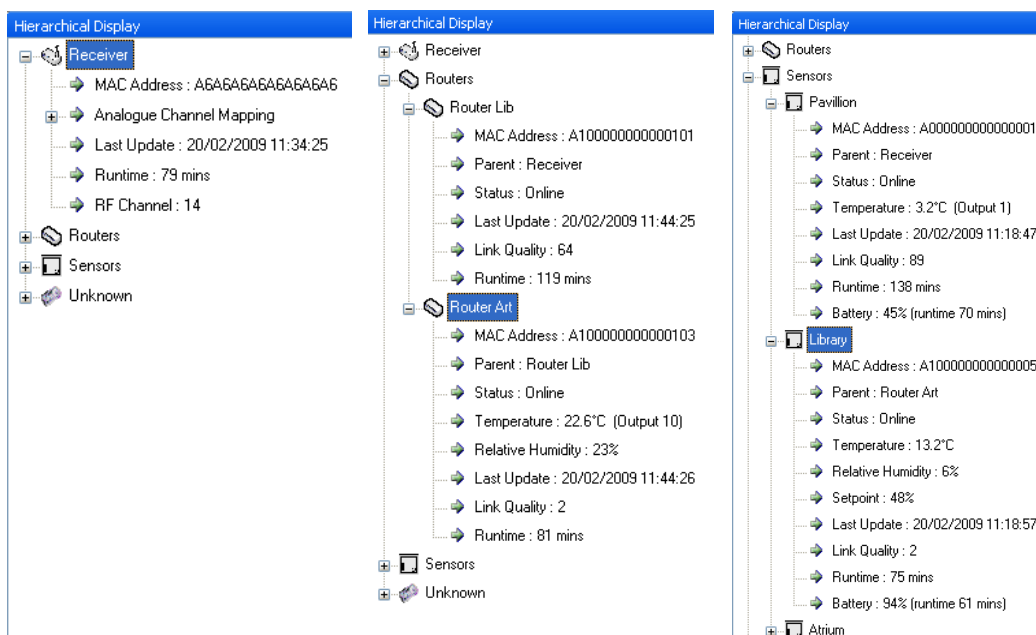 Hierarchical Display
Receiver
MAC Address : A6A6A6A6A6A6A6A6
Analogue Channel Mapping
Last Update : 20/02/2009 11:34:25
Runtime : 79 mins
RF Channel : 14
Routers
Sensors
Unknown
Hierarchical Display
Receiver
Routers
Router Lib
MAC Address : A100000000000101
Parent : Receiver
Status : Online
Last Update : 20/02/2009 11:44:25
Link Quality : 64
Runtime : 119 mins
Router Art
MAC Address : A100000000000103
Parent : Router Lib
Status : Online
Temperature : 22.6°C (Output 10)
Relative Humidity : 23%
Last Update : 20/02/2009 11:44:26
Link Quality : 2
Runtime : 81 mins
Sensors
Unknown
Hierarchical Display
Routers
Sensors
Pavillion
MAC Address : A000000000000001
Parent : Receiver
Status : Online
Temperature : 3.2°C (Output 1)
Last Update : 20/02/2009 11:18:47
Link Quality : 89
Runtime : 138 mins
Battery : 45% (runtime 70 mins)
Library
MAC Address : A100000000000005
Parent : Router Art
Status : Online
Temperature : 13.2°C
Relative Humidity : 6%
Setpoint : 48%
Last Update : 20/02/2009 11:18:57
Link Quality : 2
Runtime : 75 mins
Battery : 94% (runtime 61 mins)
Atrium